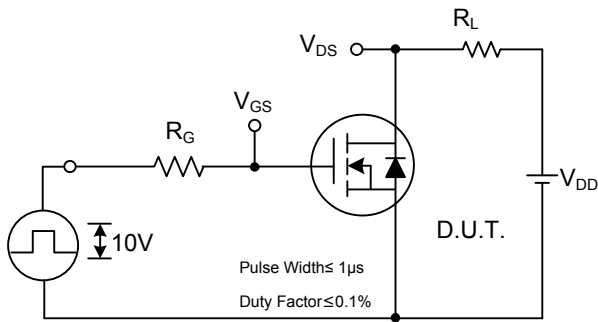 R_L
V_DS
V_GS
R_G
V_DD
10V
D.U.T.
Pulse Width≤ 1μs
Duty Factor≤0.1%